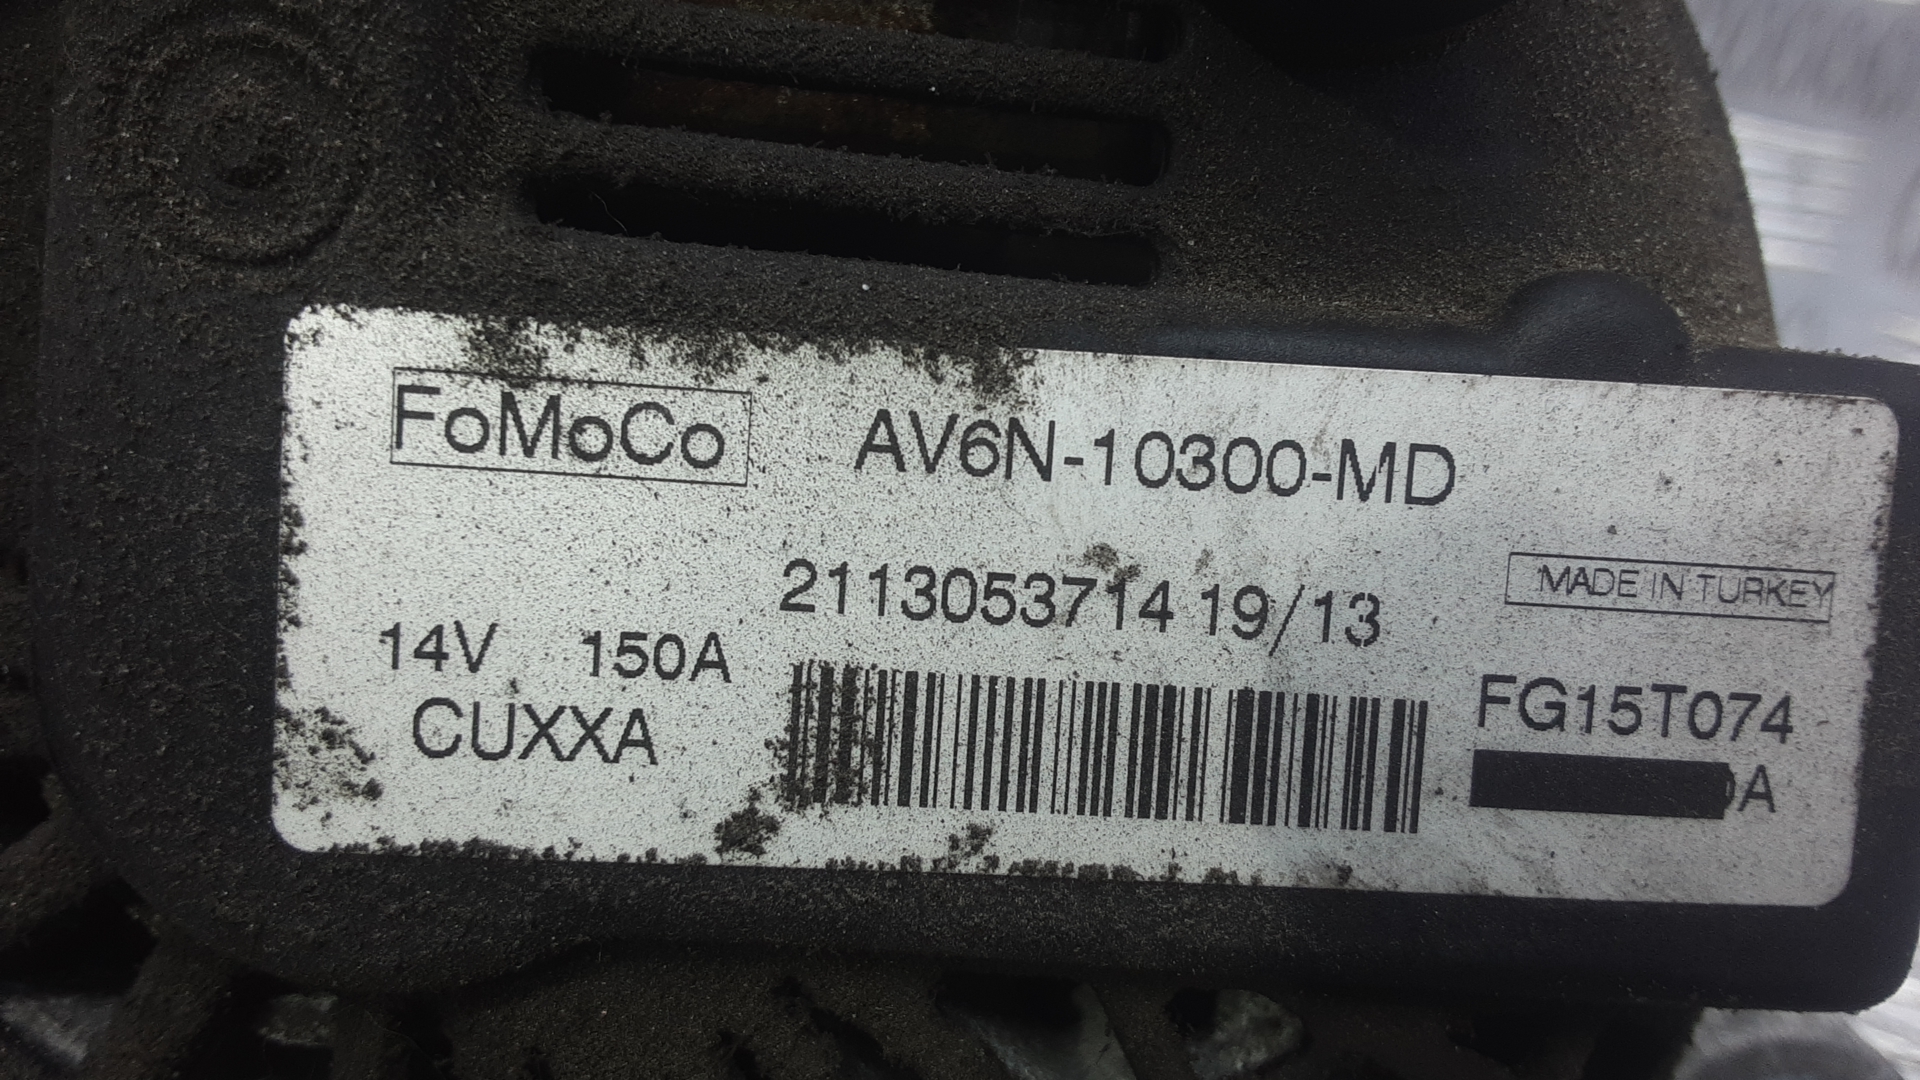 FoMoCo AV6N-10300-MD
2113053714 19/13
MADE IN TURKEY
14V 150A
CUXXA
FG15T074
A